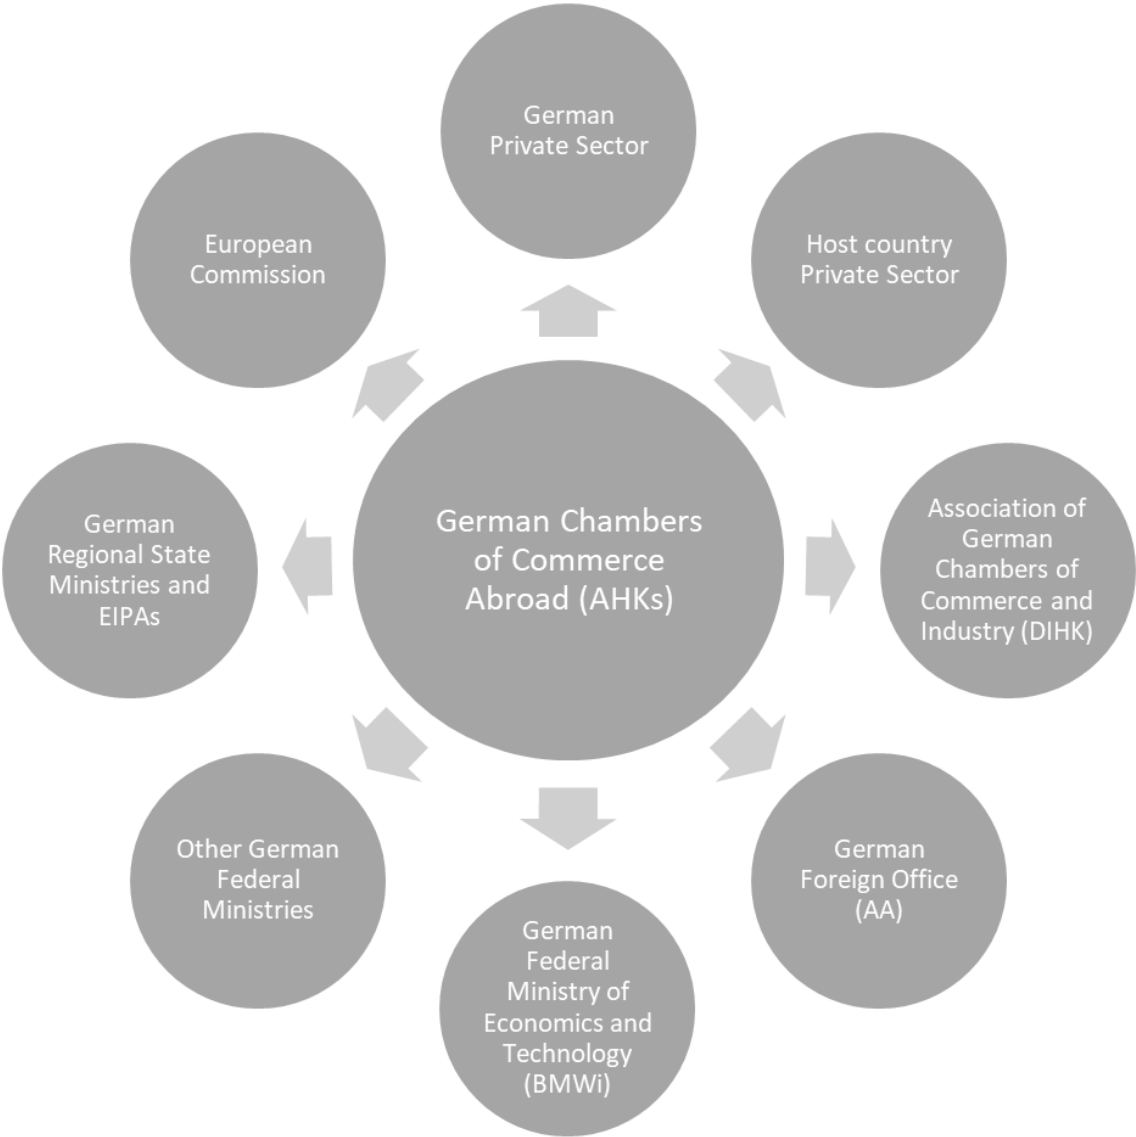 German
Private Sector
Host country
Private Sector
Association of
German
Chambers of
Commerce and
Industry (DIHK)
German
Foreign Office
(AA)
German
Federal
Ministry of
Economics and
Technology
(BMWi)
Other German
Federal
Ministries
German
Regional State
Ministries and
EIPAs
European
Commission
German Chambers
of Commerce
Abroad (AHKs)